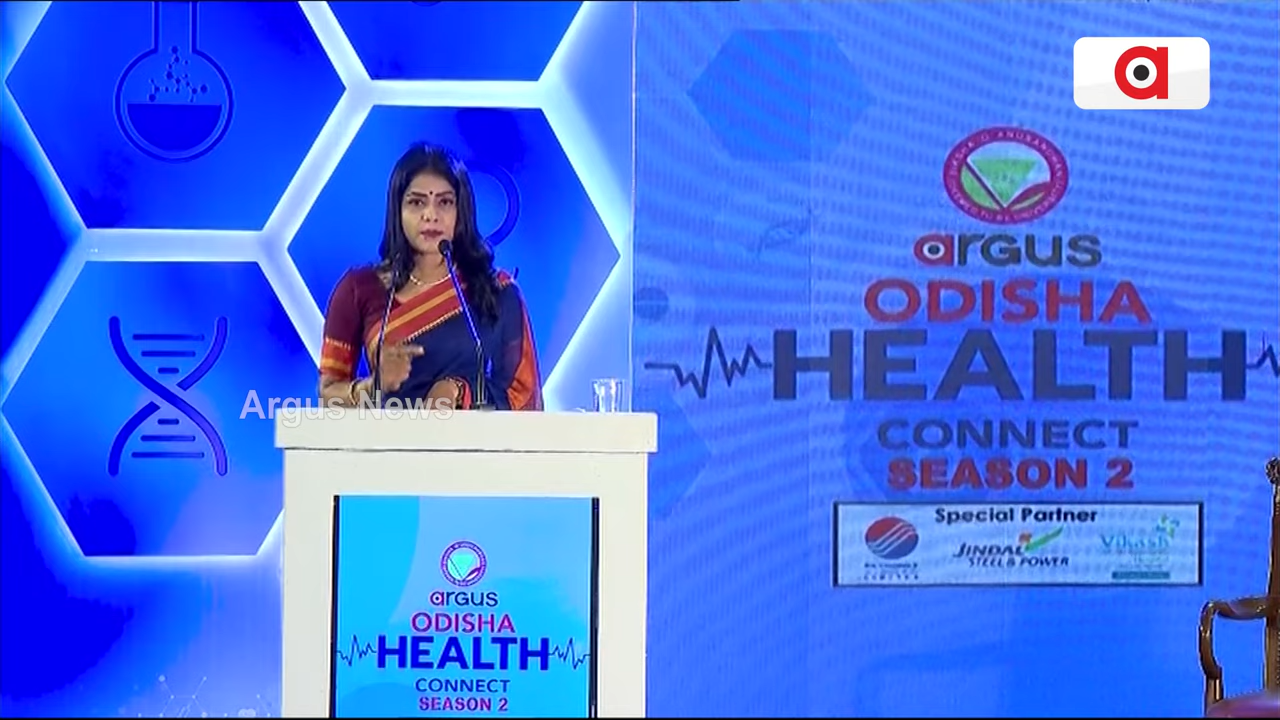 argus
ODISHA
HEALTH
CONNECT
SEASON 2
Special Partner
JINDAL
STEEL & POWER
Vikash
Argus News
argus
ODISHA
HEALTH
CONNECT
SEASON 2